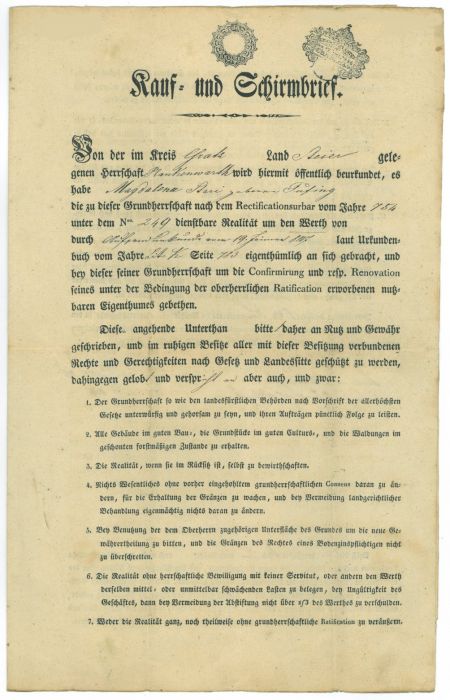 Kauf- und Schirmbrief.
Von der im Kreis Gratz Land Steier gele-
genen Herrschaft wird hiermit öffentlich beurkundet, es
habe Magdalena geborne
die zu dieser Grundherrschaft nach dem Rectificationsurbar vom Jahre 754
unter dem Nro 249 dienstbare Realität um den Werth von
durch laut Urkunden-
buch vom Jahre Seite eigenthümlich an sich gebracht, und
bey dieser seiner Grundherrschaft um die Confirmirung und resp. Renovation
seines unter der Bedingung der oberherrlichen Ratification erworbenen nutz-
baren Eigenthumes gebethen.
Diese angehende Unterthan bitte daher an Nutz und Gewähr
geschrieben, und im ruhigen Besitze aller mit dieser Besitzung verbundenen
Rechte und Gerechtigkeiten nach Gesetz und Landessitte geschützt zu werden,
dahingegen gelobt und verspricht aber auch, und zwar:
1. Der Grundherrschaft so wie den landesfürstlichen Behörden nach Vorschrift der allerhöchsten
Gesetze unterwürfig und gehorsam zu seyn, und ihren Aufträgen pünctlich Folge zu leisten.
2. Alle Gebäude im guten Bau-, die Grundstücke im guten Culturs-, und die Waldungen im
geschonten forstmäßigen Zustande zu erhalten.
3. Die Realität, wenn sie im Rücksitz ist, selbst zu bewirthschaften.
4. Nichts Wesentliches ohne vorher eingehohltem grundherrschaftlichen Consens daran zu än-
dern, für die Erhaltung der Gränzen zu wachen, und bey Vermeidung landgerichtlicher
Behandlung eigenmächtig nichts daran zu ändern.
5. Bey Benutzung der dem Oberherrn zugehörigen Unterfläche des Grundes um die neue Ge-
währertheilung zu bitten, und die Gränzen des Rechtes eines Bodenzinspflichtigen nicht
zu überschreiten.
6. Die Realität ohne herrschaftliche Bewilligung mit keiner Servitut, oder andern den Werth
derselben mittel- oder unmittelbar schwächenden Lasten zu belegen, bey Ungültigkeit des
Geschäftes, dann bey Vermeidung der Abstiftung nicht über 2/3 des Werthes zu verschulden.
7. Weder die Realität ganz, noch theilweise ohne grundherrschaftliche Ratification zu veräußern.